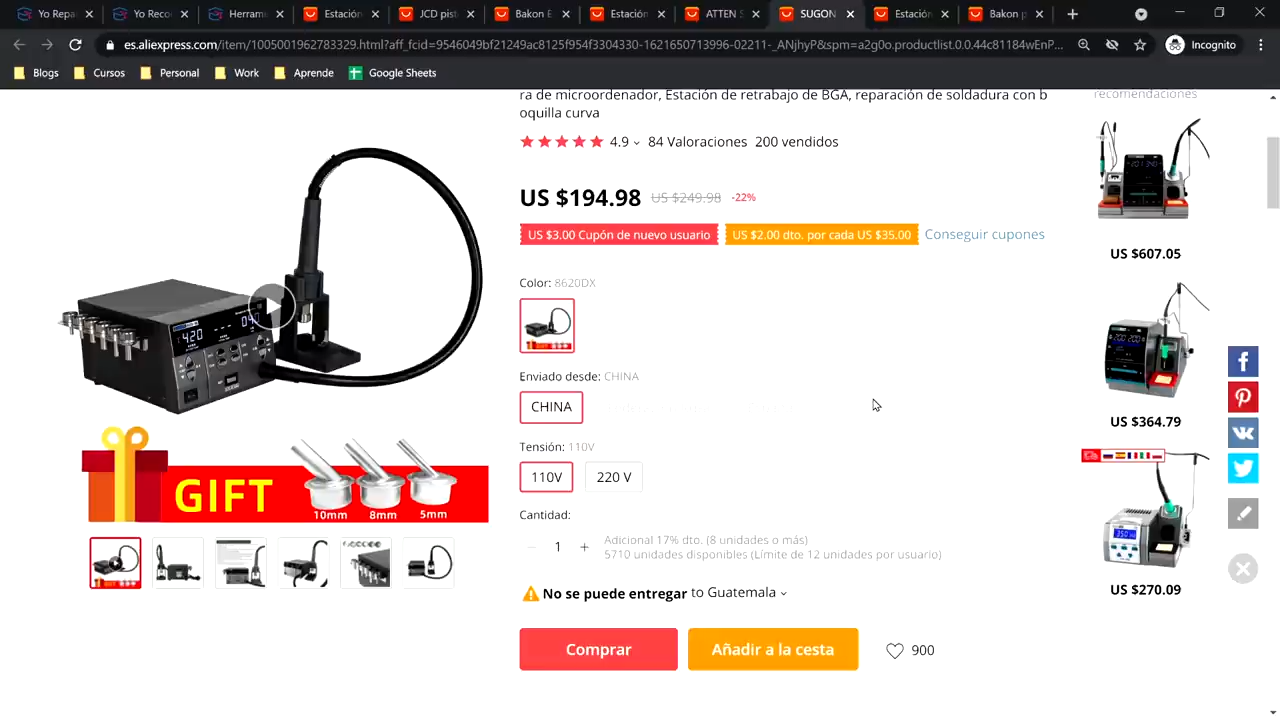 Yo Repa
Yo Reco
Herrami
Estación
JCD pist
Bakon E
Estación
ATTEN S
SUGON
Estación
Bakon p
es.aliexpress.com/item/1005001962783329.html?aff_fcid=9546049bf21249ac8125f954f3304330-1621650713996-02211-_ANjhyP&spm=a2g0o.productlist.0.0.44c81184wEnP...
Incognito
Blogs
Cursos
Personal
Work
Aprende
Google Sheets
ra de microordenador, Estación de retrabajo de BGA, reparación de soldadura con b
oquilla curva
recomendaciones
4.9 84 Valoraciones 200 vendidos
US $194.98 US $249.98 -22%
US $3.00 Cupón de nuevo usuario US $2.00 dto. por cada US $35.00 Conseguir cupones
US $607.05
Color: 8620DX
420
Enviado desde: CHINA
CHINA
US $364.79
Tensión: 110V
110V 220 V
GIFT
10mm 8mm 5mm
Cantidad:
1
Adicional 17% dto. (8 unidades o más)
5710 unidades disponibles (Límite de 12 unidades por usuario)
350
US $270.09
No se puede entregar to Guatemala
Comprar
Añadir a la cesta
900